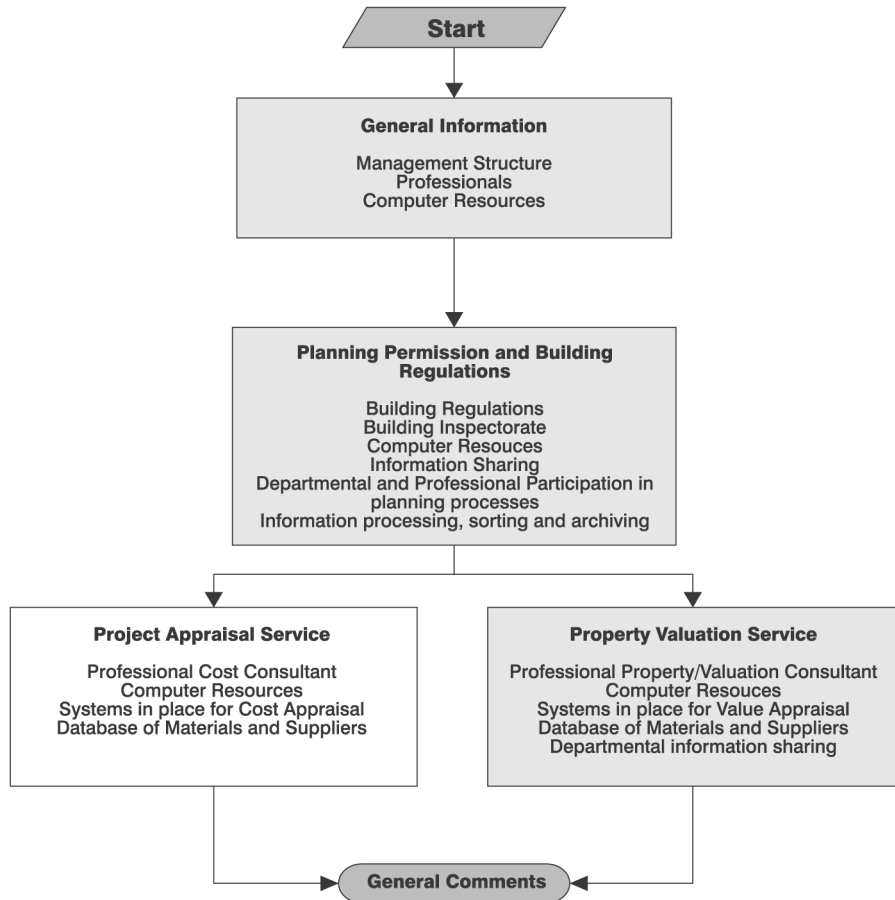 Start
General Information
Management Structure
Professionals
Computer Resources
Planning Permission and Building
Regulations
Building Regulations
Building Inspectorate
Computer Resouces
Information Sharing
Departmental and Professional Participation in
planning processes
Information processing, sorting and archiving
Project Appraisal Service
Professional Cost Consultant
Computer Resources
Systems in place for Cost Appraisal
Database of Materials and Suppliers
Property Valuation Service
Professional Property/Valuation Consultant
Computer Resouces
Systems in place for Value Appraisal
Database of Materials and Suppliers
Departmental information sharing
General Comments